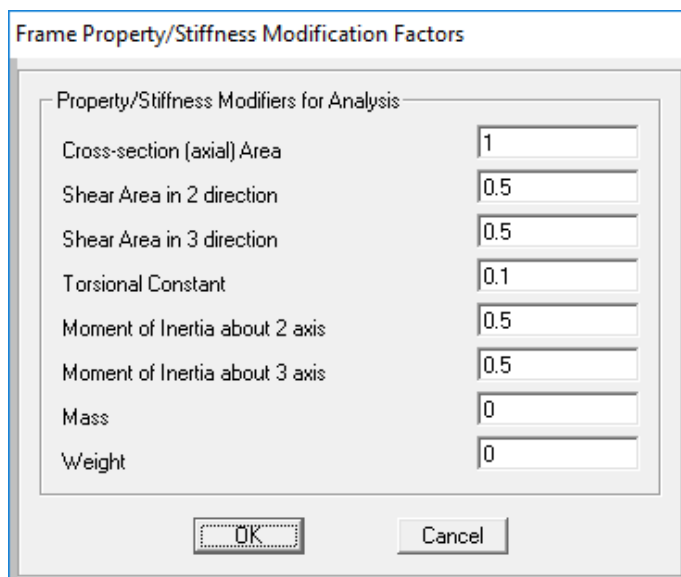 Frame Property/Stiffness Modification Factors
Property/Stiffness Modifiers for Analysis
Cross-section (axial) Area 1
Shear Area in 2 direction 0.5
Shear Area in 3 direction 0.5
Torsional Constant 0.1
Moment of Inertia about 2 axis 0.5
Moment of Inertia about 3 axis 0.5
Mass 0
Weight 0
OK Cancel